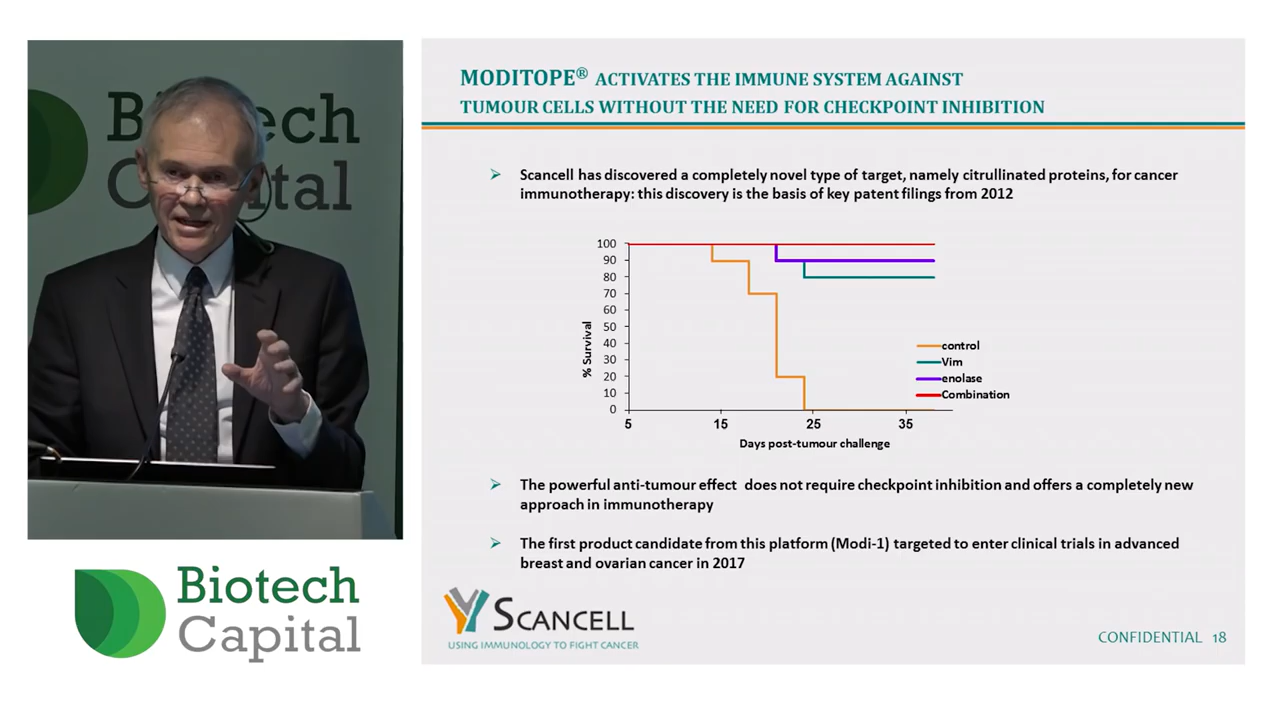 Biotech
Capital
Biotech
Capital
MODITOPE® ACTIVATES THE IMMUNE SYSTEM AGAINST
TUMOUR CELLS WITHOUT THE NEED FOR CHECKPOINT INHIBITION
Scancell has discovered a completely novel type of target, namely citrullinated proteins, for cancer
immunotherapy: this discovery is the basis of key patent filings from 2012
100
90
80
70
60
50
40
30
20
10
0
% Survival
5 15 25 35
Days post-tumour challenge
control
Vim
enolase
Combination
The powerful anti-tumour effect does not require checkpoint inhibition and offers a completely new
approach in immunotherapy
The first product candidate from this platform (Modi-1) targeted to enter clinical trials in advanced
breast and ovarian cancer in 2017
SCANCELL
USING IMMUNOLOGY TO FIGHT CANCER
CONFIDENTIAL 18